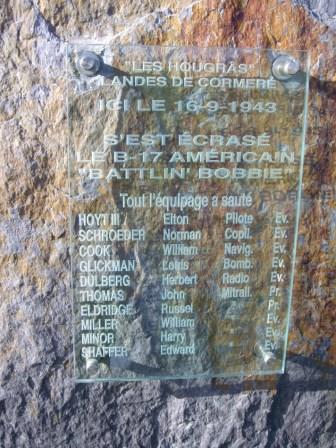 "LES HOUGRÄS"
LANDES DE CORMERÉ
ICI LE 16-9-1943
S'EST ÉCRASÉ
LE B-17 AMÉRICAIN
"BATTLIN' BOBBIE"
Tout l'équipage a sauté
HOYT III Elton Pilote Ev.
SCHROEDER Norman Copil. Ev.
COOK William Navig. Ev.
GLICKMAN Louis Bomb. Ev.
DULBERG Herbert Radio Ev.
THOMAS John Mitrail. Pr.
ELDRIDGE Russel Pr.
MILLER William Ev.
MINOR Harry Ev.
SHAFFER Edward Ev.